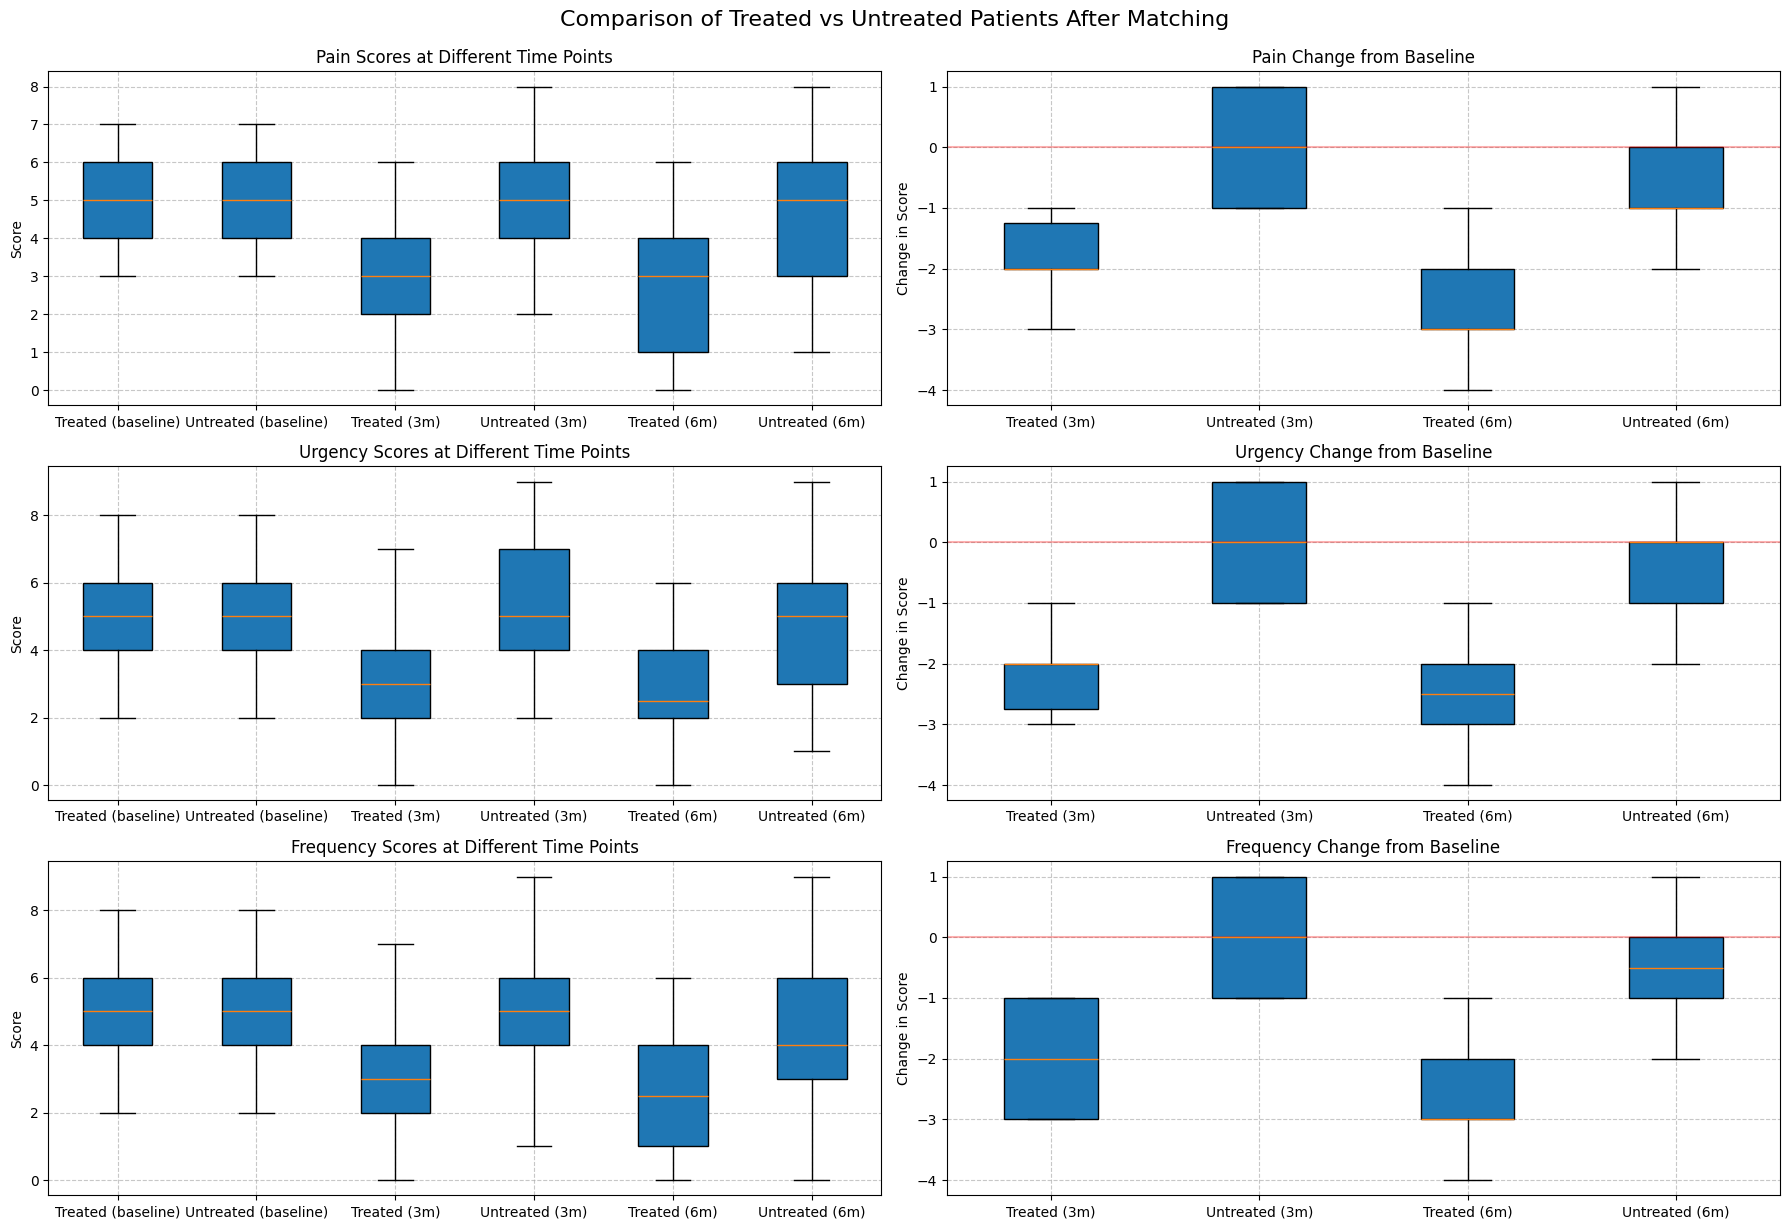 Comparison of Treated vs Untreated Patients After Matching
Pain Scores at Different Time Points
Score
8
7
6
5
4
3
2
1
0
Treated (baseline) Untreated (baseline) Treated (3m) Untreated (3m) Treated (6m) Untreated (6m)
Pain Change from Baseline
Change in Score
1
0
−1
−2
−3
−4
Treated (3m) Untreated (3m) Treated (6m) Untreated (6m)
Urgency Scores at Different Time Points
Score
8
6
4
2
0
Treated (baseline) Untreated (baseline) Treated (3m) Untreated (3m) Treated (6m) Untreated (6m)
Urgency Change from Baseline
Change in Score
1
0
−1
−2
−3
−4
Treated (3m) Untreated (3m) Treated (6m) Untreated (6m)
Frequency Scores at Different Time Points
Score
8
6
4
2
0
Treated (baseline) Untreated (baseline) Treated (3m) Untreated (3m) Treated (6m) Untreated (6m)
Frequency Change from Baseline
Change in Score
1
0
−1
−2
−3
−4
Treated (3m) Untreated (3m) Treated (6m) Untreated (6m)